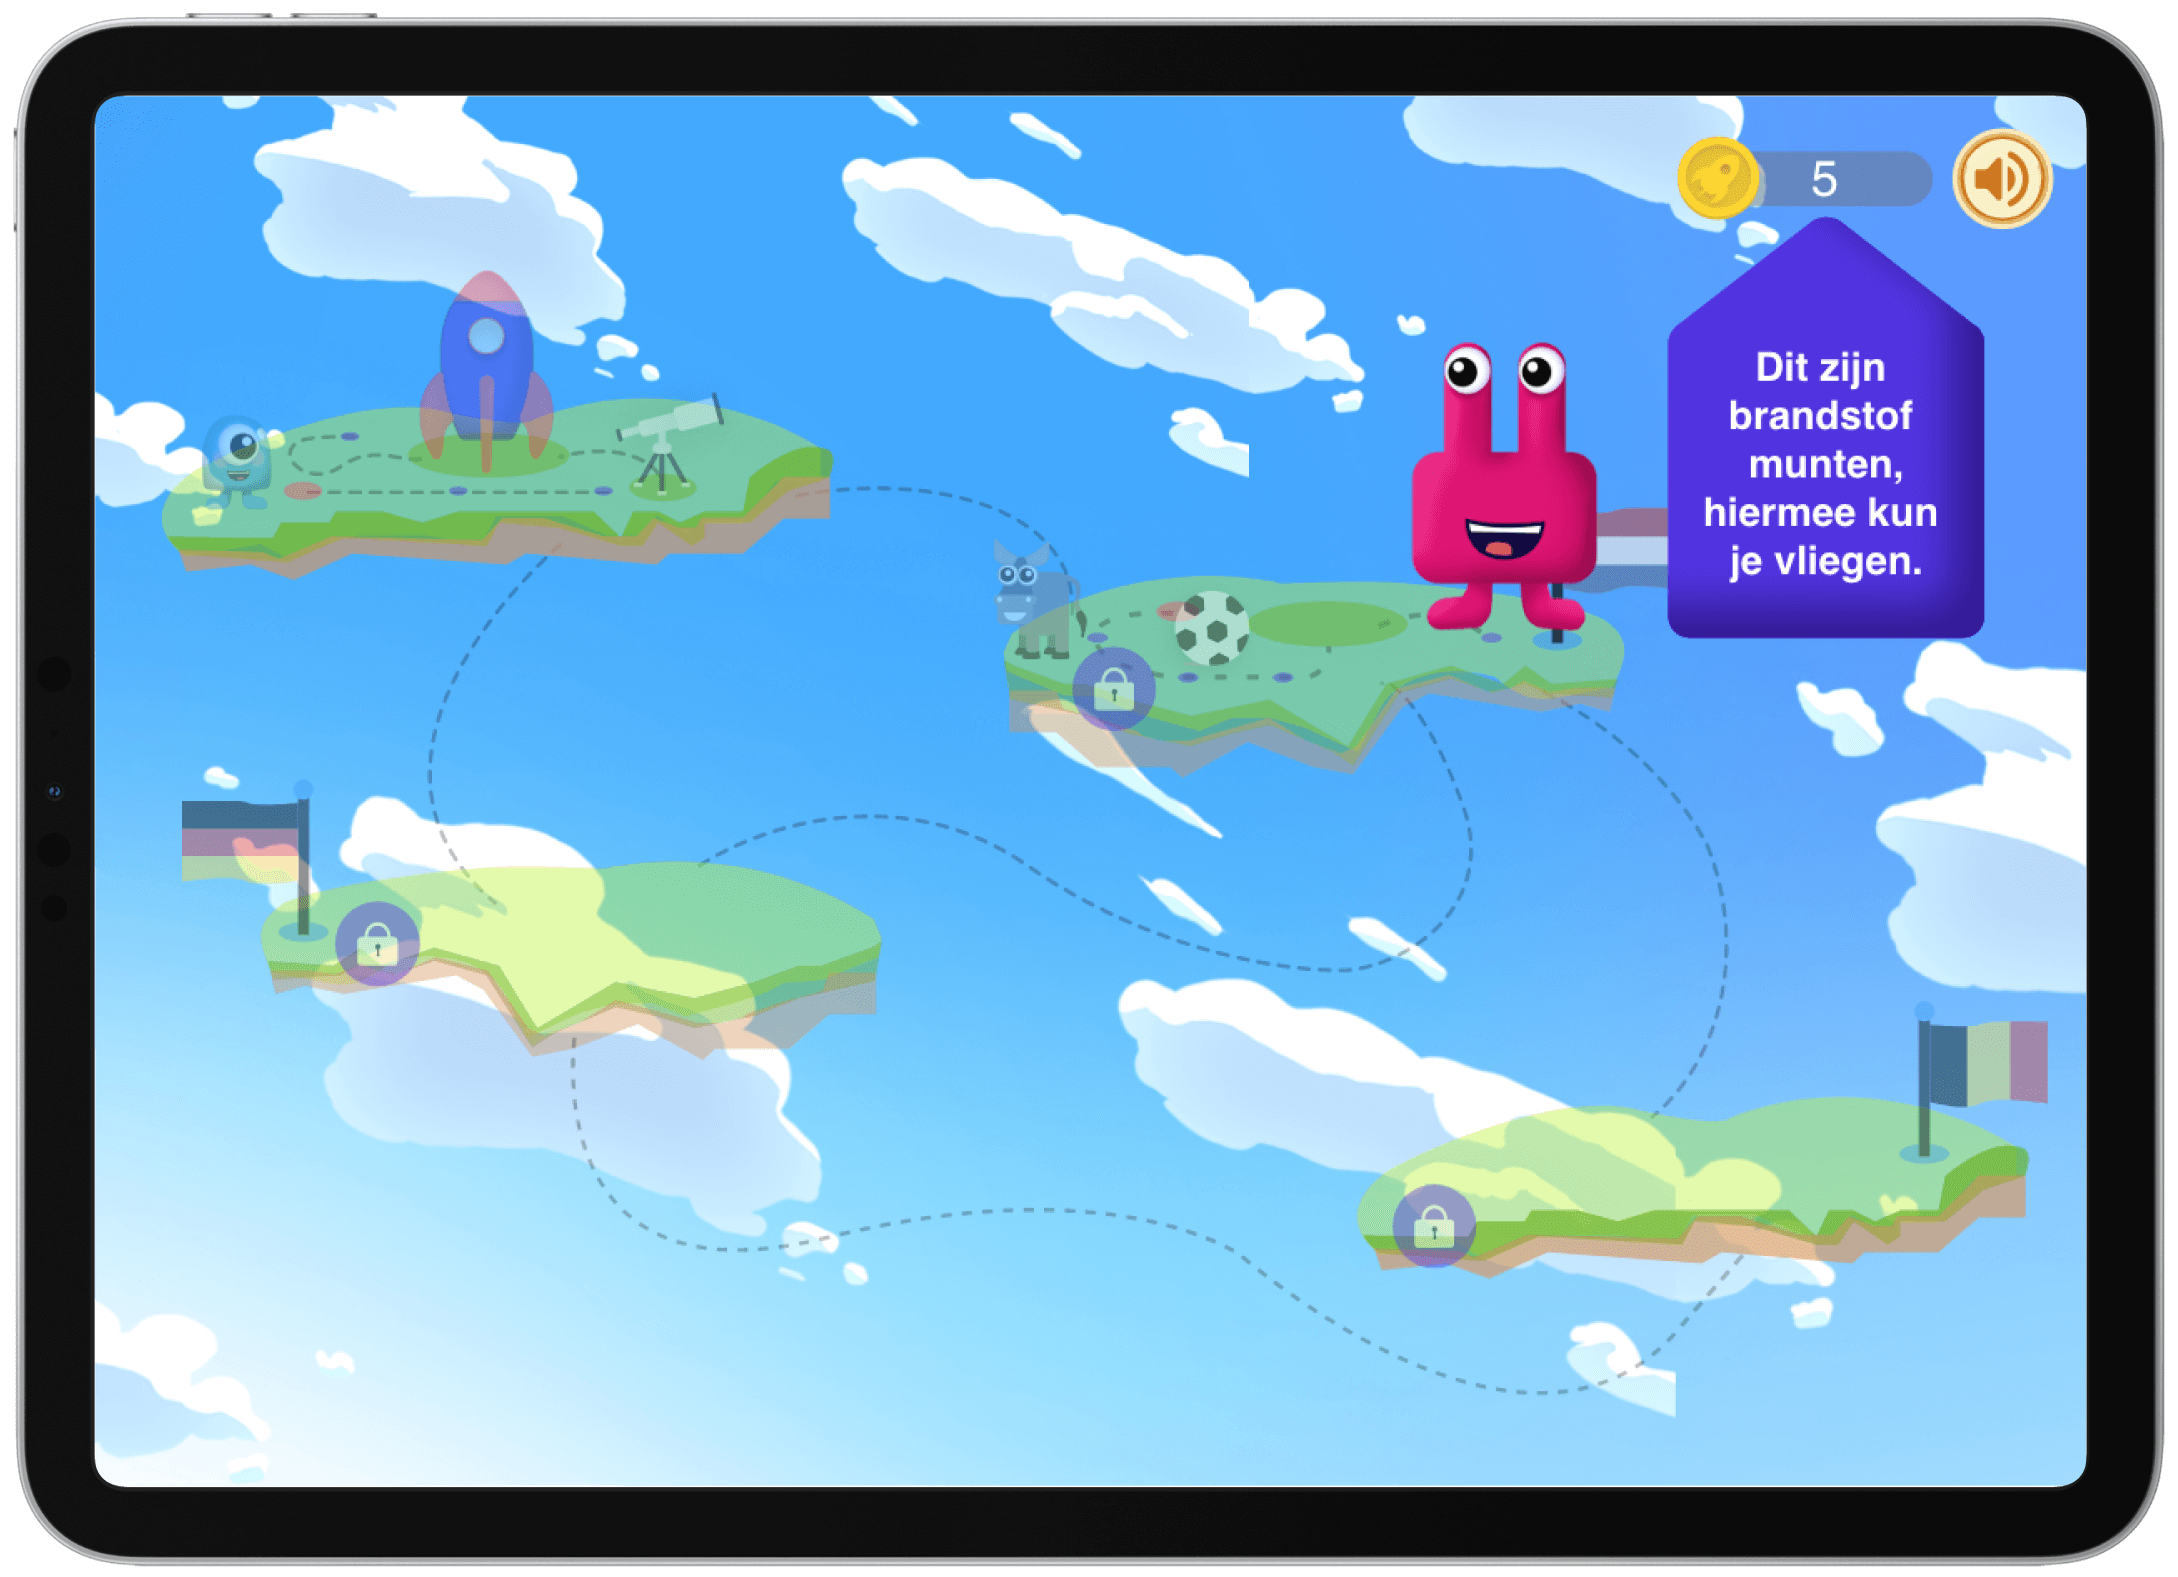 5
Dit zijn
brandstof
munten,
hiermee kun
je vliegen.